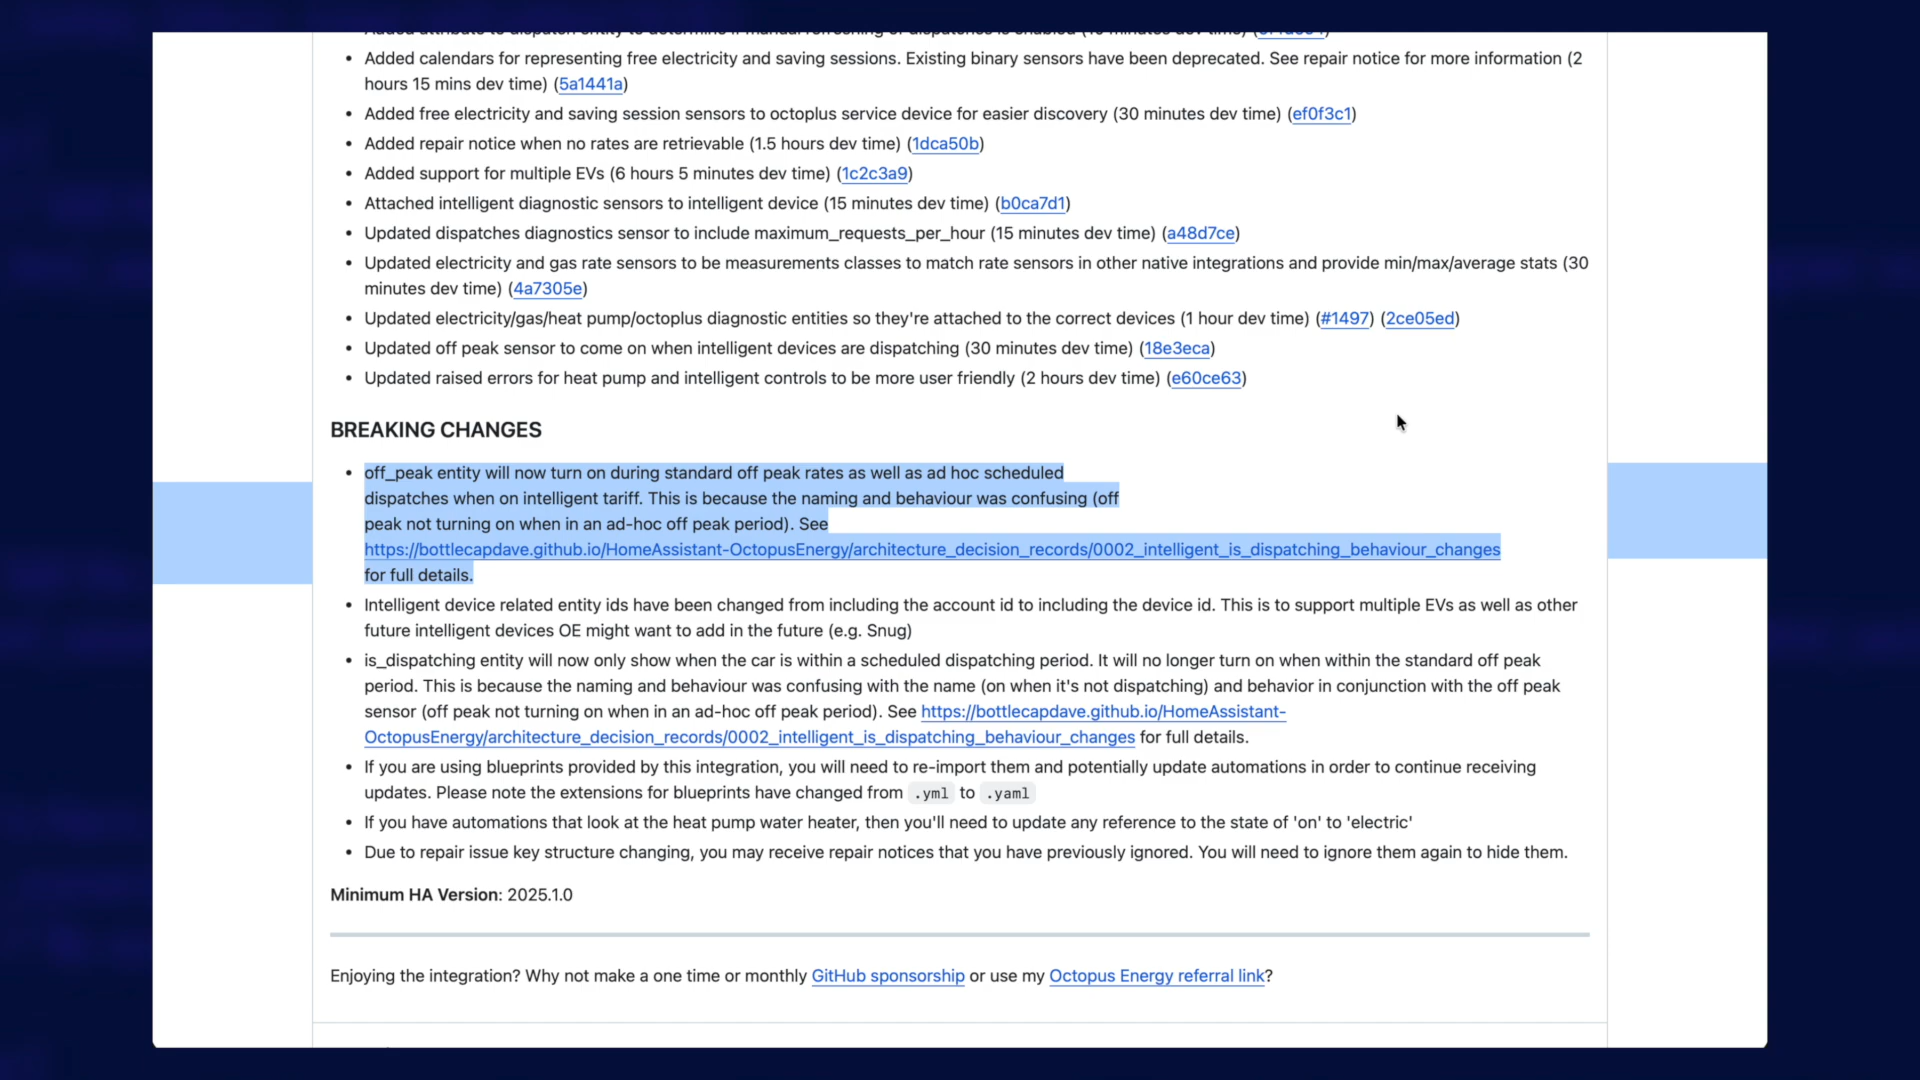 Added calendars for representing free electricity and saving sessions. Existing binary sensors have been deprecated. See repair notice for more information (2
hours 15 mins dev time) (5a1441a)
Added free electricity and saving session sensors to octoplus service device for easier discovery (30 minutes dev time) (ef0f3c1)
Added repair notice when no rates are retrievable (1.5 hours dev time) (1dca50b)
Added support for multiple EVs (6 hours 5 minutes dev time) (1c2c3a9)
Attached intelligent diagnostic sensors to intelligent device (15 minutes dev time) (b0ca7d1)
Updated dispatches diagnostics sensor to include maximum_requests_per_hour (15 minutes dev time) (a48d7ce)
Updated electricity and gas rate sensors to be measurements classes to match rate sensors in other native integrations and provide min/max/average stats (30
minutes dev time) (4a7305e)
Updated electricity/gas/heat pump/octoplus diagnostic entities so they're attached to the correct devices (1 hour dev time) (#1497) (2ce05ed)
Updated off peak sensor to come on when intelligent devices are dispatching (30 minutes dev time) (18e3eca)
Updated raised errors for heat pump and intelligent controls to be more user friendly (2 hours dev time) (e60ce63)
BREAKING CHANGES
off_peak entity will now turn on during standard off peak rates as well as ad hoc scheduled
dispatches when on intelligent tariff. This is because the naming and behaviour was confusing (off
peak not turning on when in an ad-hoc off peak period). See
https://bottlecapdave.github.io/HomeAssistant-OctopusEnergy/architecture_decision_records/0002_intelligent_is_dispatching_behaviour_changes
for full details.
Intelligent device related entity ids have been changed from including the account id to including the device id. This is to support multiple EVs as well as other
future intelligent devices OE might want to add in the future (e.g. Snug)
is_dispatching entity will now only show when the car is within a scheduled dispatching period. It will no longer turn on when within the standard off peak
period. This is because the naming and behaviour was confusing with the name (on when it's not dispatching) and behavior in conjunction with the off peak
sensor (off peak not turning on when in an ad-hoc off peak period). See https://bottlecapdave.github.io/HomeAssistant-
OctopusEnergy/architecture_decision_records/0002_intelligent_is_dispatching_behaviour_changes for full details.
If you are using blueprints provided by this integration, you will need to re-import them and potentially update automations in order to continue receiving
updates. Please note the extensions for blueprints have changed from .yml to .yaml
If you have automations that look at the heat pump water heater, then you'll need to update any reference to the state of 'on' to 'electric'
Due to repair issue key structure changing, you may receive repair notices that you have previously ignored. You will need to ignore them again to hide them.
Minimum HA Version: 2025.1.0
Enjoying the integration? Why not make a one time or monthly GitHub sponsorship or use my Octopus Energy referral link?